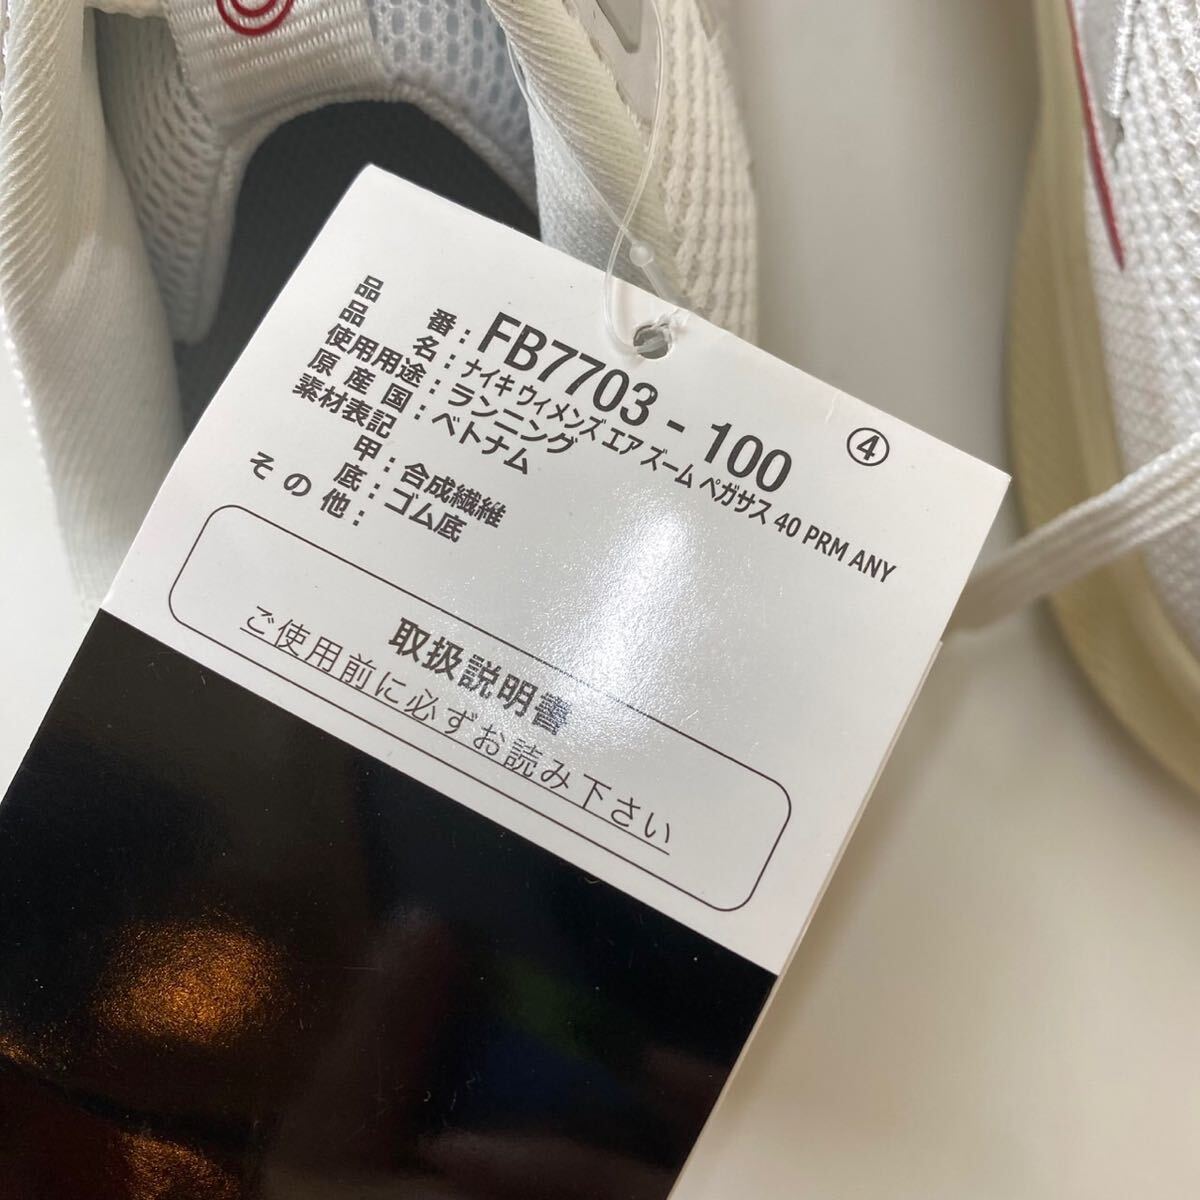 品番：FB7703 - 100 ④
品名：ナイキ ウィメンズ エア ズーム ペガサス 40 PRM ANY
使用用途：ランニング
原産国：ベトナム
素材表記
甲：合成繊維
底：ゴム底
その他：
取扱説明書
ご使用前に必ずお読み下さい